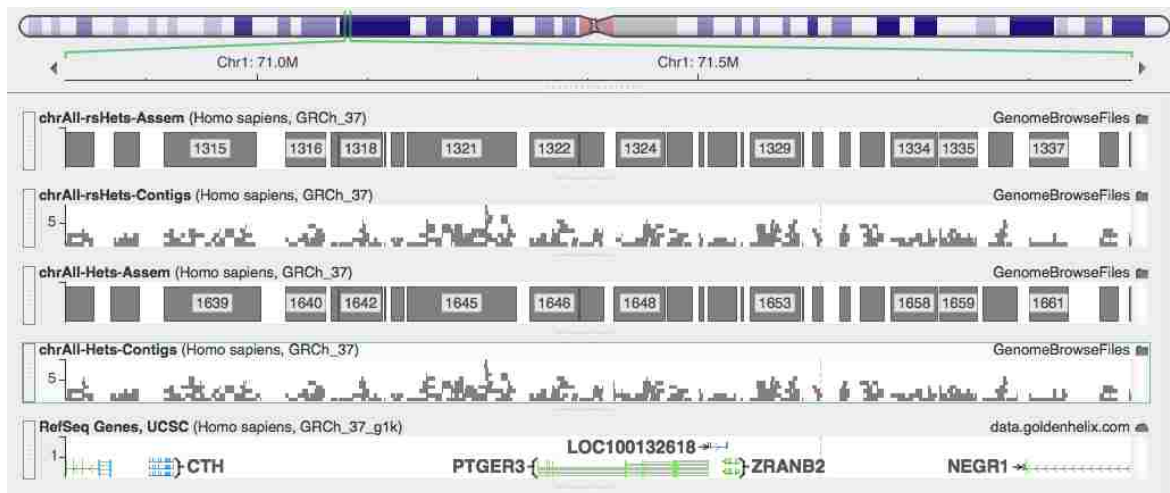 Chr1: 71.0M Chr1: 71.5M
chrAll-rsHets-Assem (Homo sapiens, GRCh_37) GenomeBrowseFiles
1315 1316 1318 1321 1322 1324 1329 1334 1335 1337
chrAll-rsHets-Contigs (Homo sapiens, GRCh_37) GenomeBrowseFiles
5
chrAll-Hets-Assem (Homo sapiens, GRCh_37) GenomeBrowseFiles
1639 1640 1642 1645 1646 1648 1653 1658 1659 1661
chrAll-Hets-Contigs (Homo sapiens, GRCh_37) GenomeBrowseFiles
5
RefSeq Genes, UCSC (Homo sapiens, GRCh_37_g1k) data.goldenhelix.com
LOC100132618
1 CTH PTGER3 ZRANB2 NEGR1